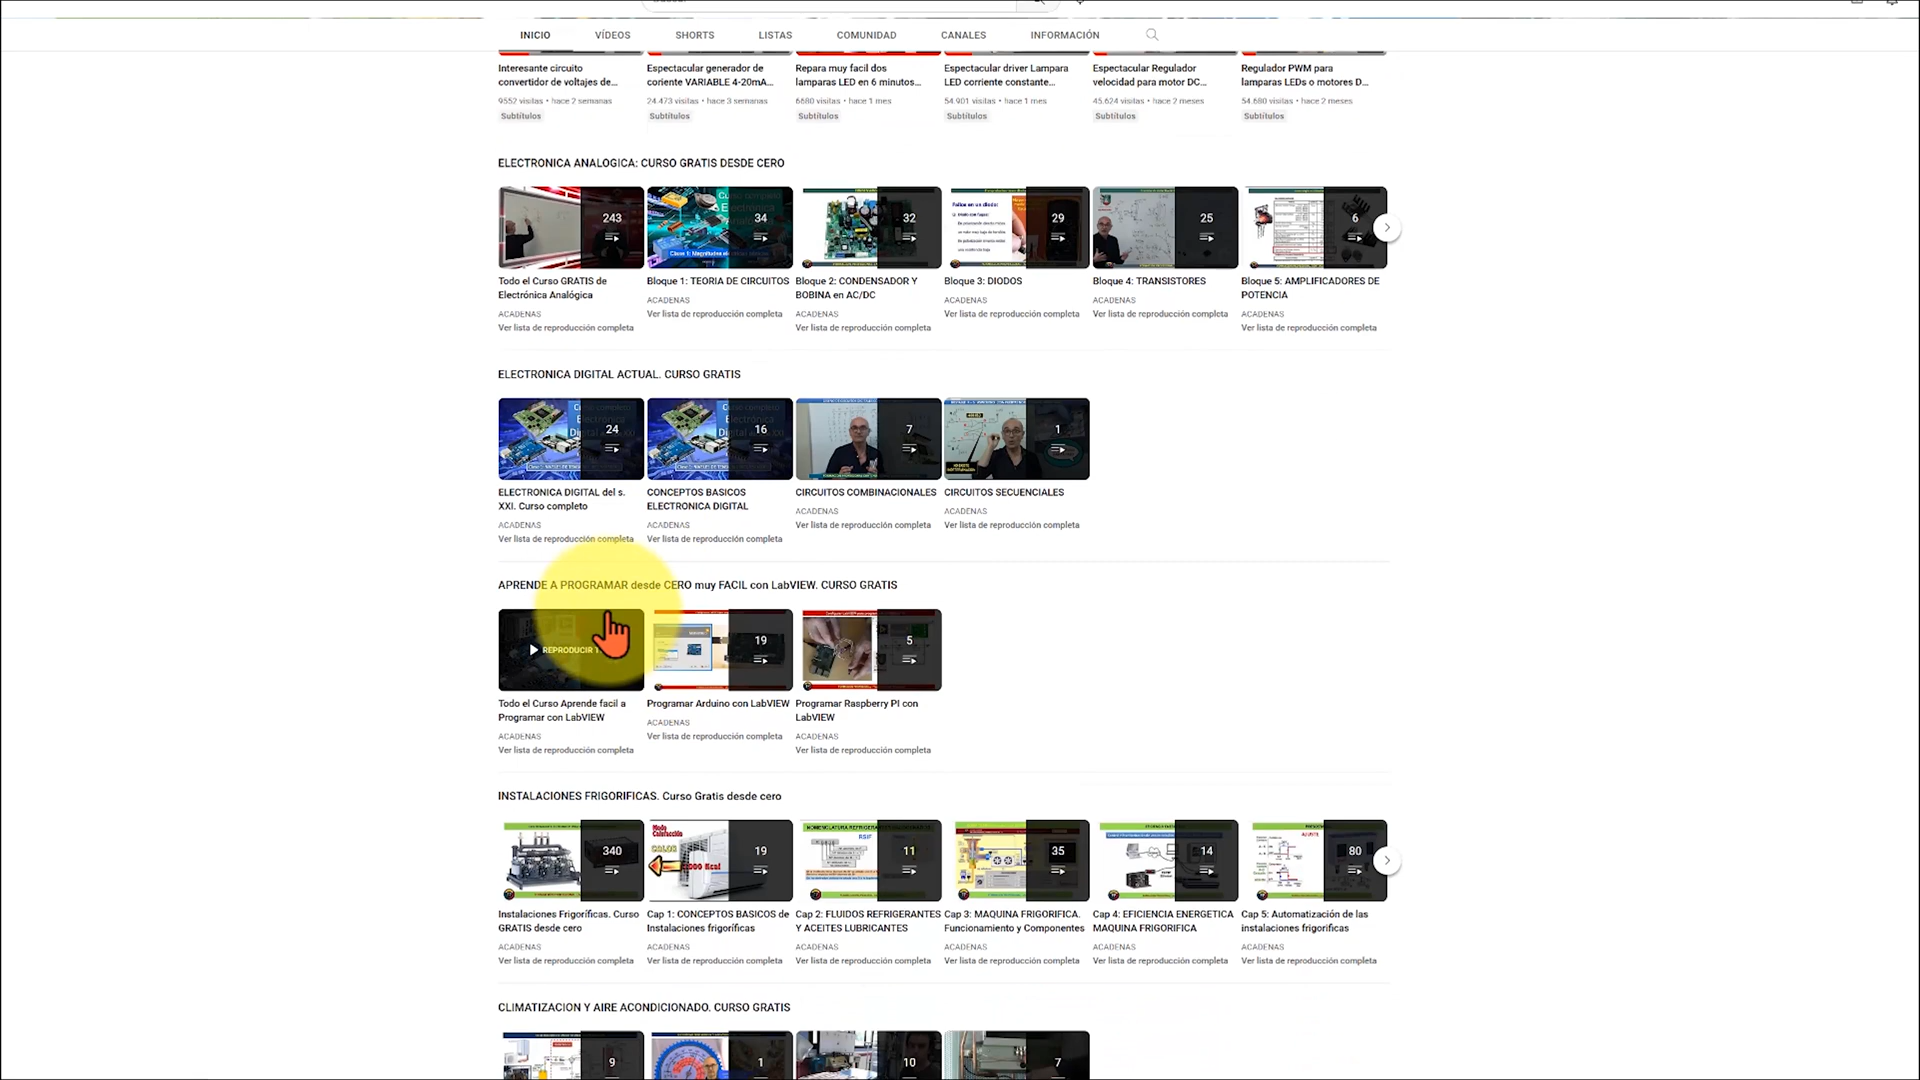 INICIO VÍDEOS SHORTS LISTAS COMUNIDAD CANALES INFORMACIÓN
Interesante circuito convertidor de voltajes de...
9552 visitas • hace 2 semanas
Subtítulos
Espectacular generador de coriente VARIABLE 4-20mA...
24.473 visitas • hace 3 semanas
Subtítulos
Repara muy facil dos lamparas LED en 6 minutos...
6680 visitas • hace 1 mes
Subtítulos
Espectacular driver Lampara LED corriente constante...
54.901 visitas • hace 1 mes
Subtítulos
Espectacular Regulador velocidad para motor DC...
45.624 visitas • hace 2 meses
Subtítulos
Regulador PWM para lamparas LEDs o motores D...
54.680 visitas • hace 2 meses
Subtítulos
ELECTRONICA ANALOGICA: CURSO GRATIS DESDE CERO
243
34
32
29
25
6
Todo el Curso GRATIS de Electrónica Analógica
ACADENAS
Ver lista de reproducción completa
Bloque 1: TEORIA DE CIRCUITOS
ACADENAS
Ver lista de reproducción completa
Bloque 2: CONDENSADOR Y BOBINA en AC/DC
ACADENAS
Ver lista de reproducción completa
Bloque 3: DIODOS
ACADENAS
Ver lista de reproducción completa
Bloque 4: TRANSISTORES
ACADENAS
Ver lista de reproducción completa
Bloque 5: AMPLIFICADORES DE POTENCIA
ACADENAS
Ver lista de reproducción completa
ELECTRONICA DIGITAL ACTUAL. CURSO GRATIS
24
16
7
1
ELECTRONICA DIGITAL del s. XXI. Curso completo
ACADENAS
Ver lista de reproducción completa
CONCEPTOS BASICOS ELECTRONICA DIGITAL
ACADENAS
Ver lista de reproducción completa
CIRCUITOS COMBINACIONALES
ACADENAS
Ver lista de reproducción completa
CIRCUITOS SECUENCIALES
ACADENAS
Ver lista de reproducción completa
APRENDE A PROGRAMAR desde CERO muy FACIL con LabVIEW. CURSO GRATIS
REPRODUCIR
19
5
Todo el Curso Aprende facil a Programar con LabVIEW
ACADENAS
Ver lista de reproducción completa
Programar Arduino con LabVIEW
ACADENAS
Ver lista de reproducción completa
Programar Raspberry PI con LabVIEW
ACADENAS
Ver lista de reproducción completa
INSTALACIONES FRIGORIFICAS. Curso Gratis desde cero
340
19
11
35
14
80
Instalaciones Frigoríficas. Curso GRATIS desde cero
ACADENAS
Ver lista de reproducción completa
Cap 1: CONCEPTOS BASICOS de Instalaciones frigoríficas
ACADENAS
Ver lista de reproducción completa
Cap 2: FLUIDOS REFRIGERANTES Y ACEITES LUBRICANTES
ACADENAS
Ver lista de reproducción completa
Cap 3: MAQUINA FRIGORIFICA. Funcionamiento y Componentes
ACADENAS
Ver lista de reproducción completa
Cap 4: EFICIENCIA ENERGETICA MAQUINA FRIGORIFICA
ACADENAS
Ver lista de reproducción completa
Cap 5: Automatización de las instalaciones frigorificas
ACADENAS
Ver lista de reproducción completa
CLIMATIZACION Y AIRE ACONDICIONADO. CURSO GRATIS
9
1
10
7